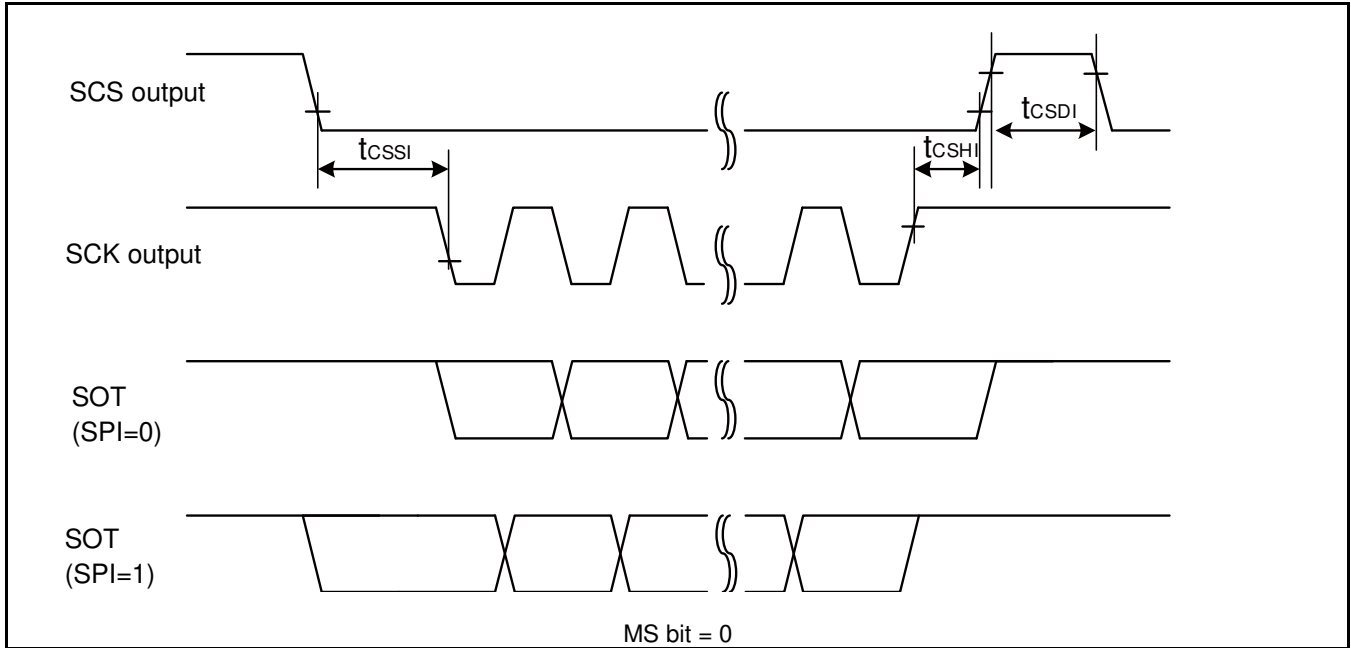 SCS output
tCSDI
tCSSI
tCSHI
SCK output
SOT
(SPI=0)
SOT
(SPI=1)
MS bit = 0